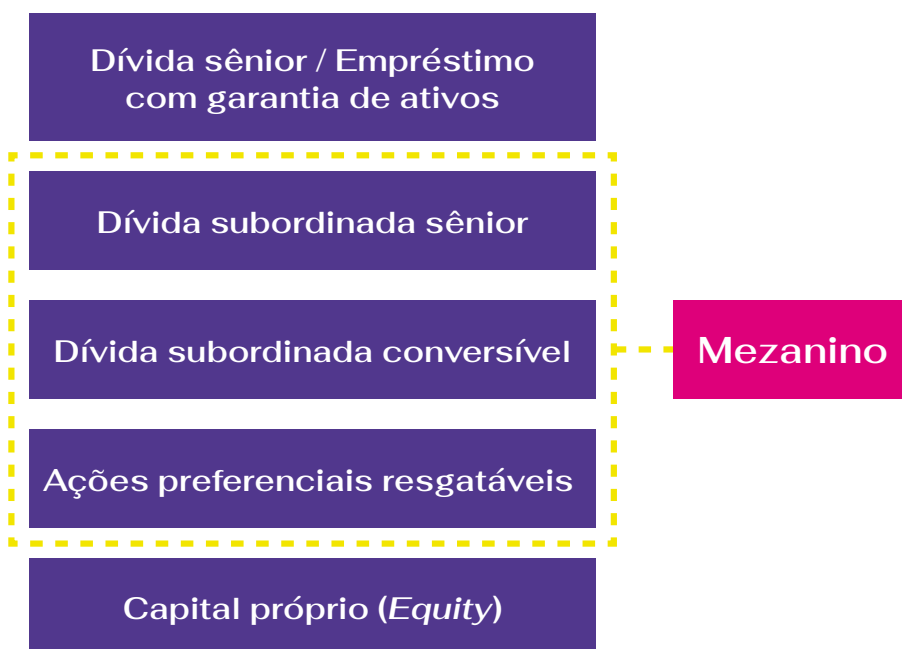 Dívida sênior / Empréstimo
com garantia de ativos
Dívida subordinada sênior
Dívida subordinada conversível
Mezanino
Ações preferenciais resgatáveis
Capital próprio (Equity)